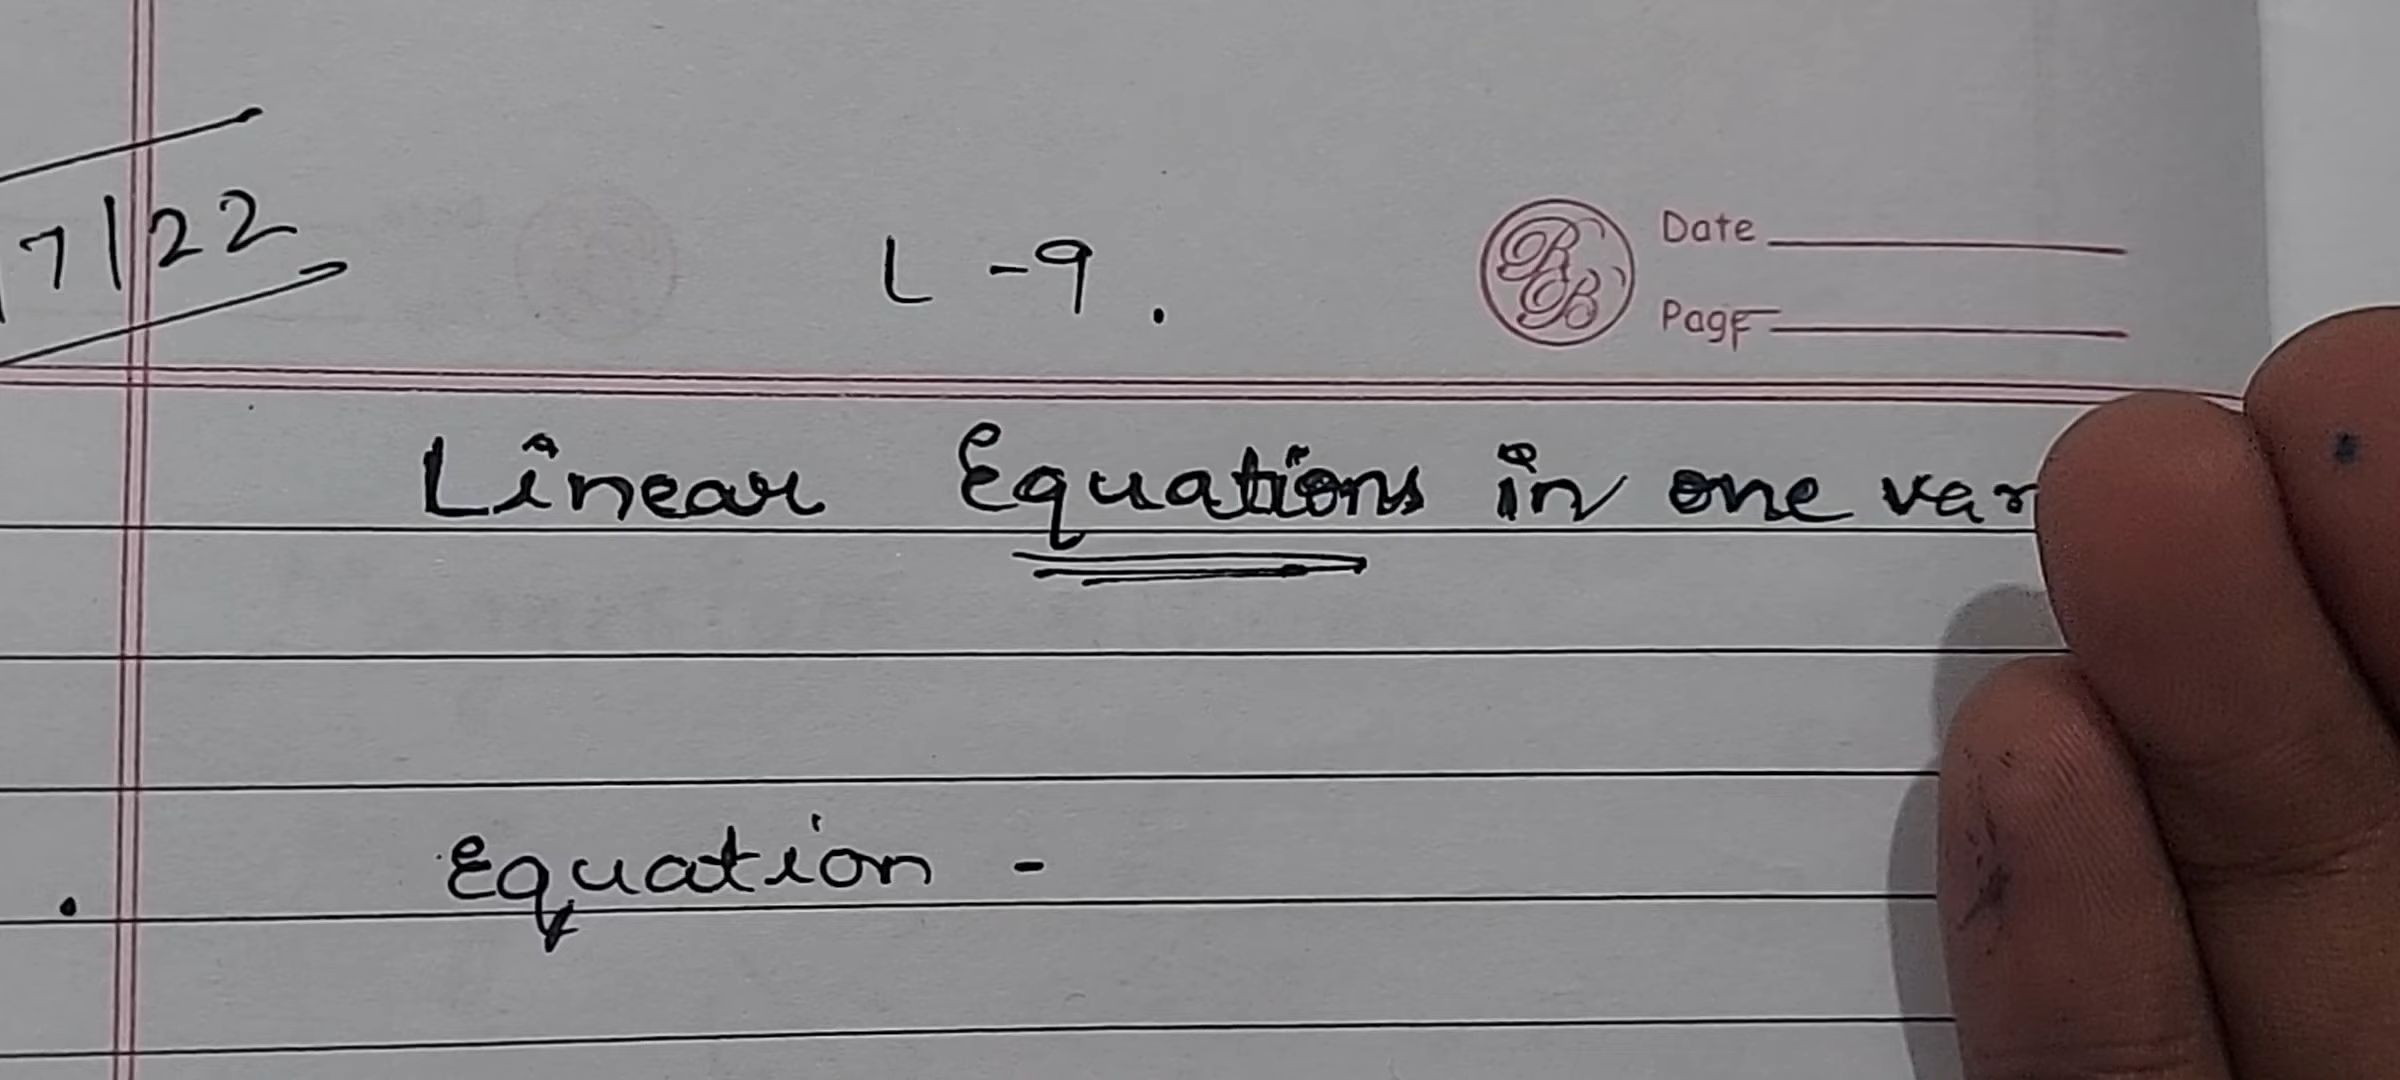 7/22
L-9.
Date
Page
Linear Equations in one var
Equation -